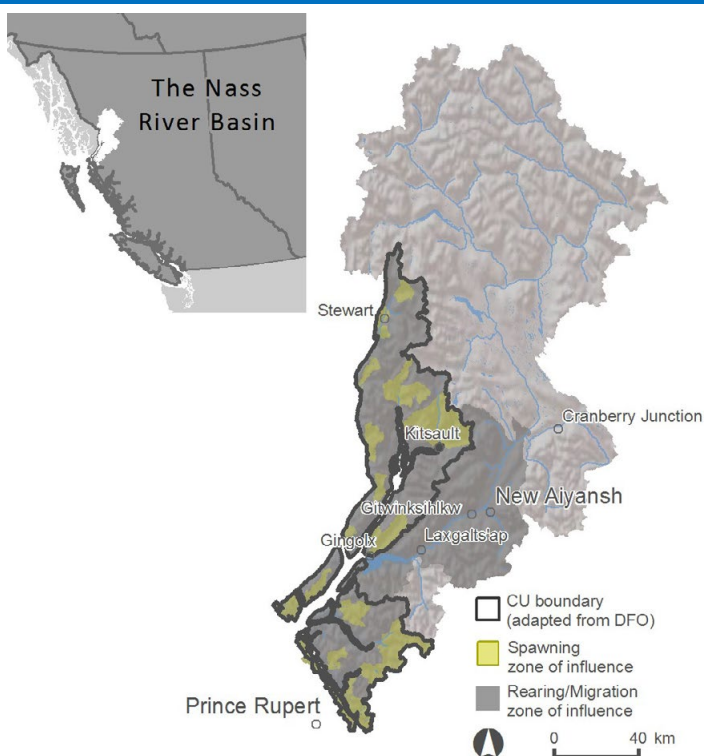 The Nass
River Basin
Stewart
Cranberry Junction
Kitsault
New Aiyansh
Gitwinksihlkw
Gingolx
Laxgalts'ap
CU boundary
(adapted from DFO)
Spawning
zone of influence
Rearing/Migration
zone of influence
Prince Rupert
0 40 km